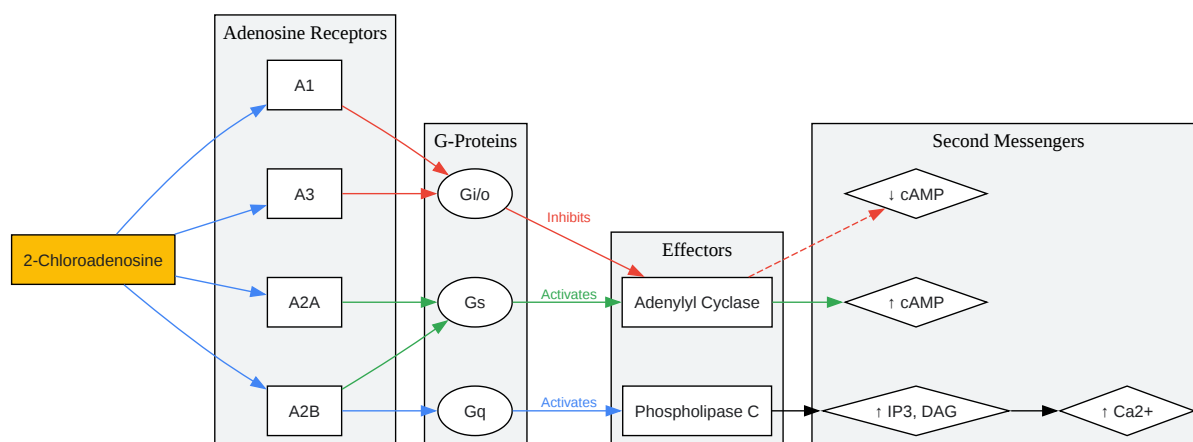 Adenosine Receptors
A1
G-Proteins
Second Messengers
A3
Gi/o
↓ cAMP
Inhibits
2-Chloroadenosine
Effectors
A2A
Gs
Activates
Adenylyl Cyclase
↑ cAMP
A2B
Gq
Activates
Phospholipase C
↑ IP3, DAG
↑ Ca2+